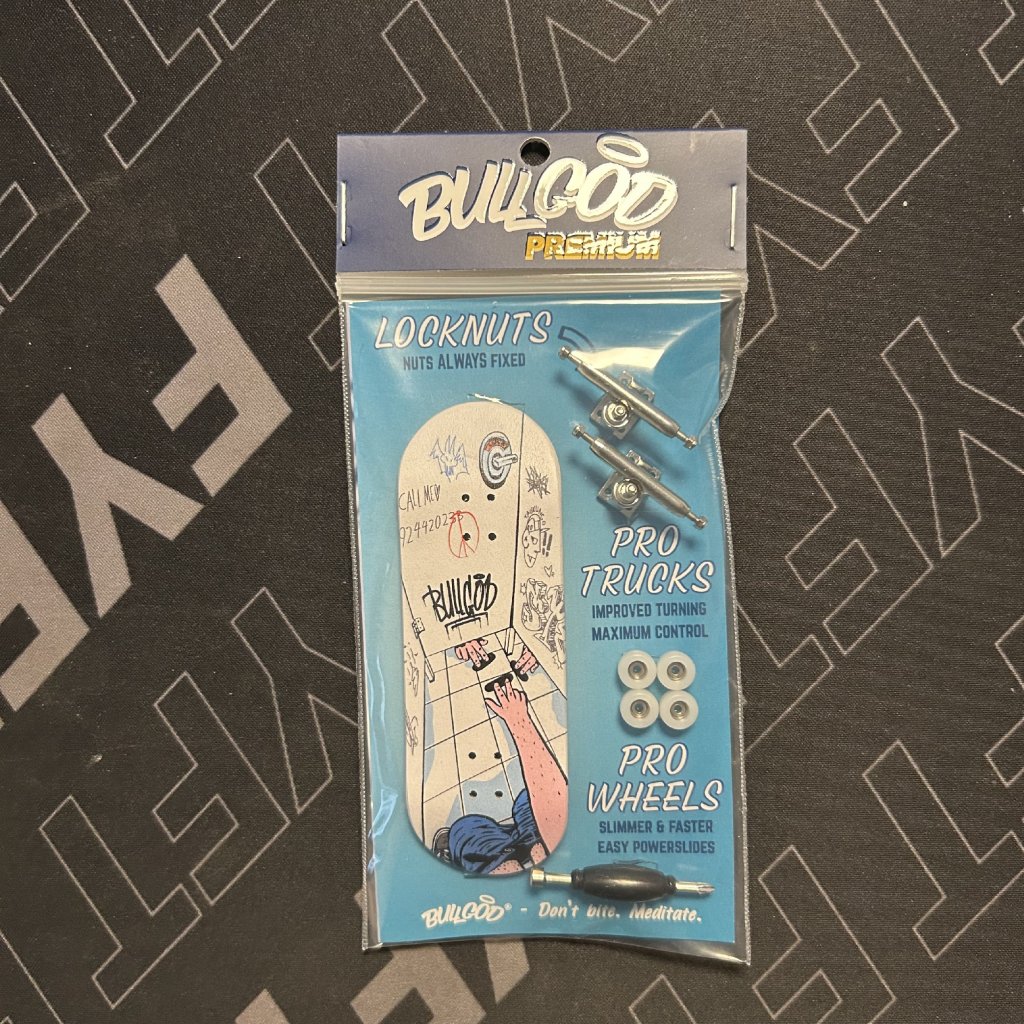 BULLGOD
PREMIUM
LOCKNUTS
NUTS ALWAYS FIXED
CALL ME
BULLGOD
PRO
TRUCKS
IMPROVED TURNING
MAXIMUM CONTROL
PRO
WHEELS
SLIMMER & FASTER
EASY POWERSLIDES
BULLGOD® - Don't bite. Meditate.
FYFT